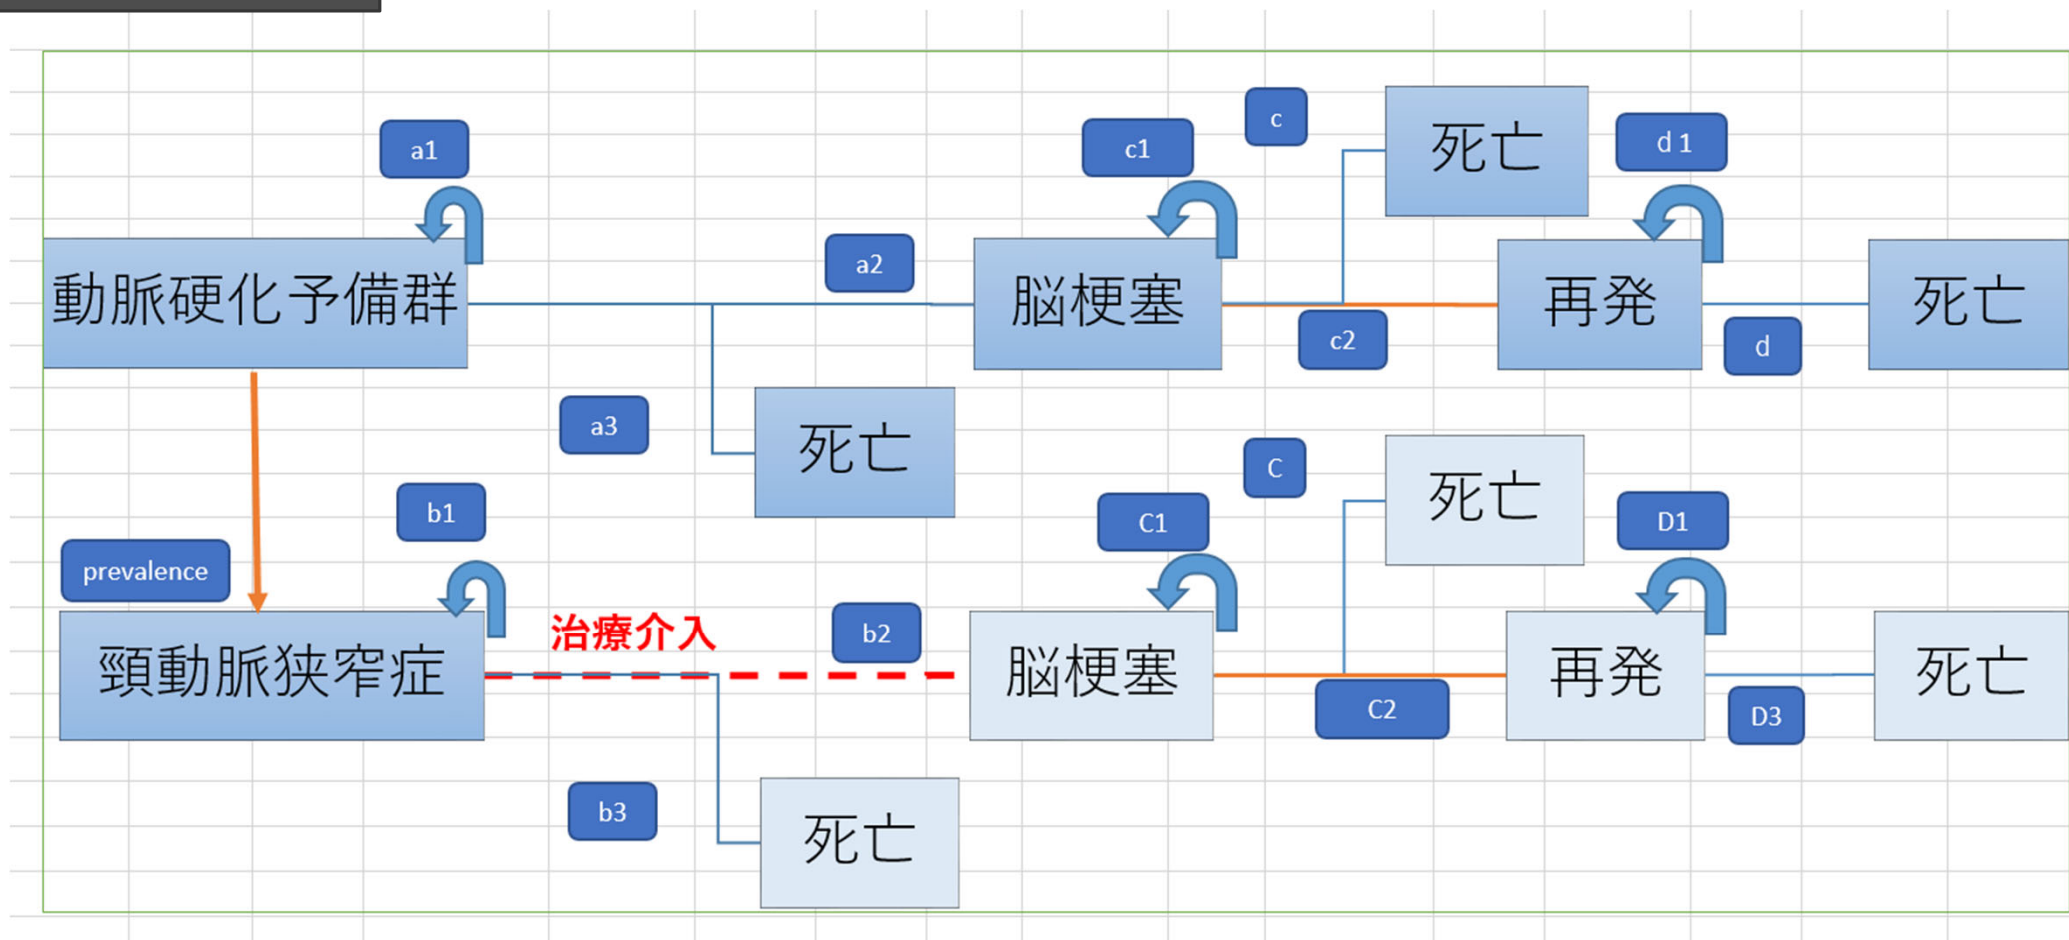 c
死亡
a1
c1
d 1
動脈硬化予備群
a2
脳梗塞
c2
再発
d
死亡
a3
死亡
C
死亡
b1
C1
D1
prevalence
治療介入
b2
頸動脈狭窄症
脳梗塞
C2
再発
D3
死亡
b3
死亡